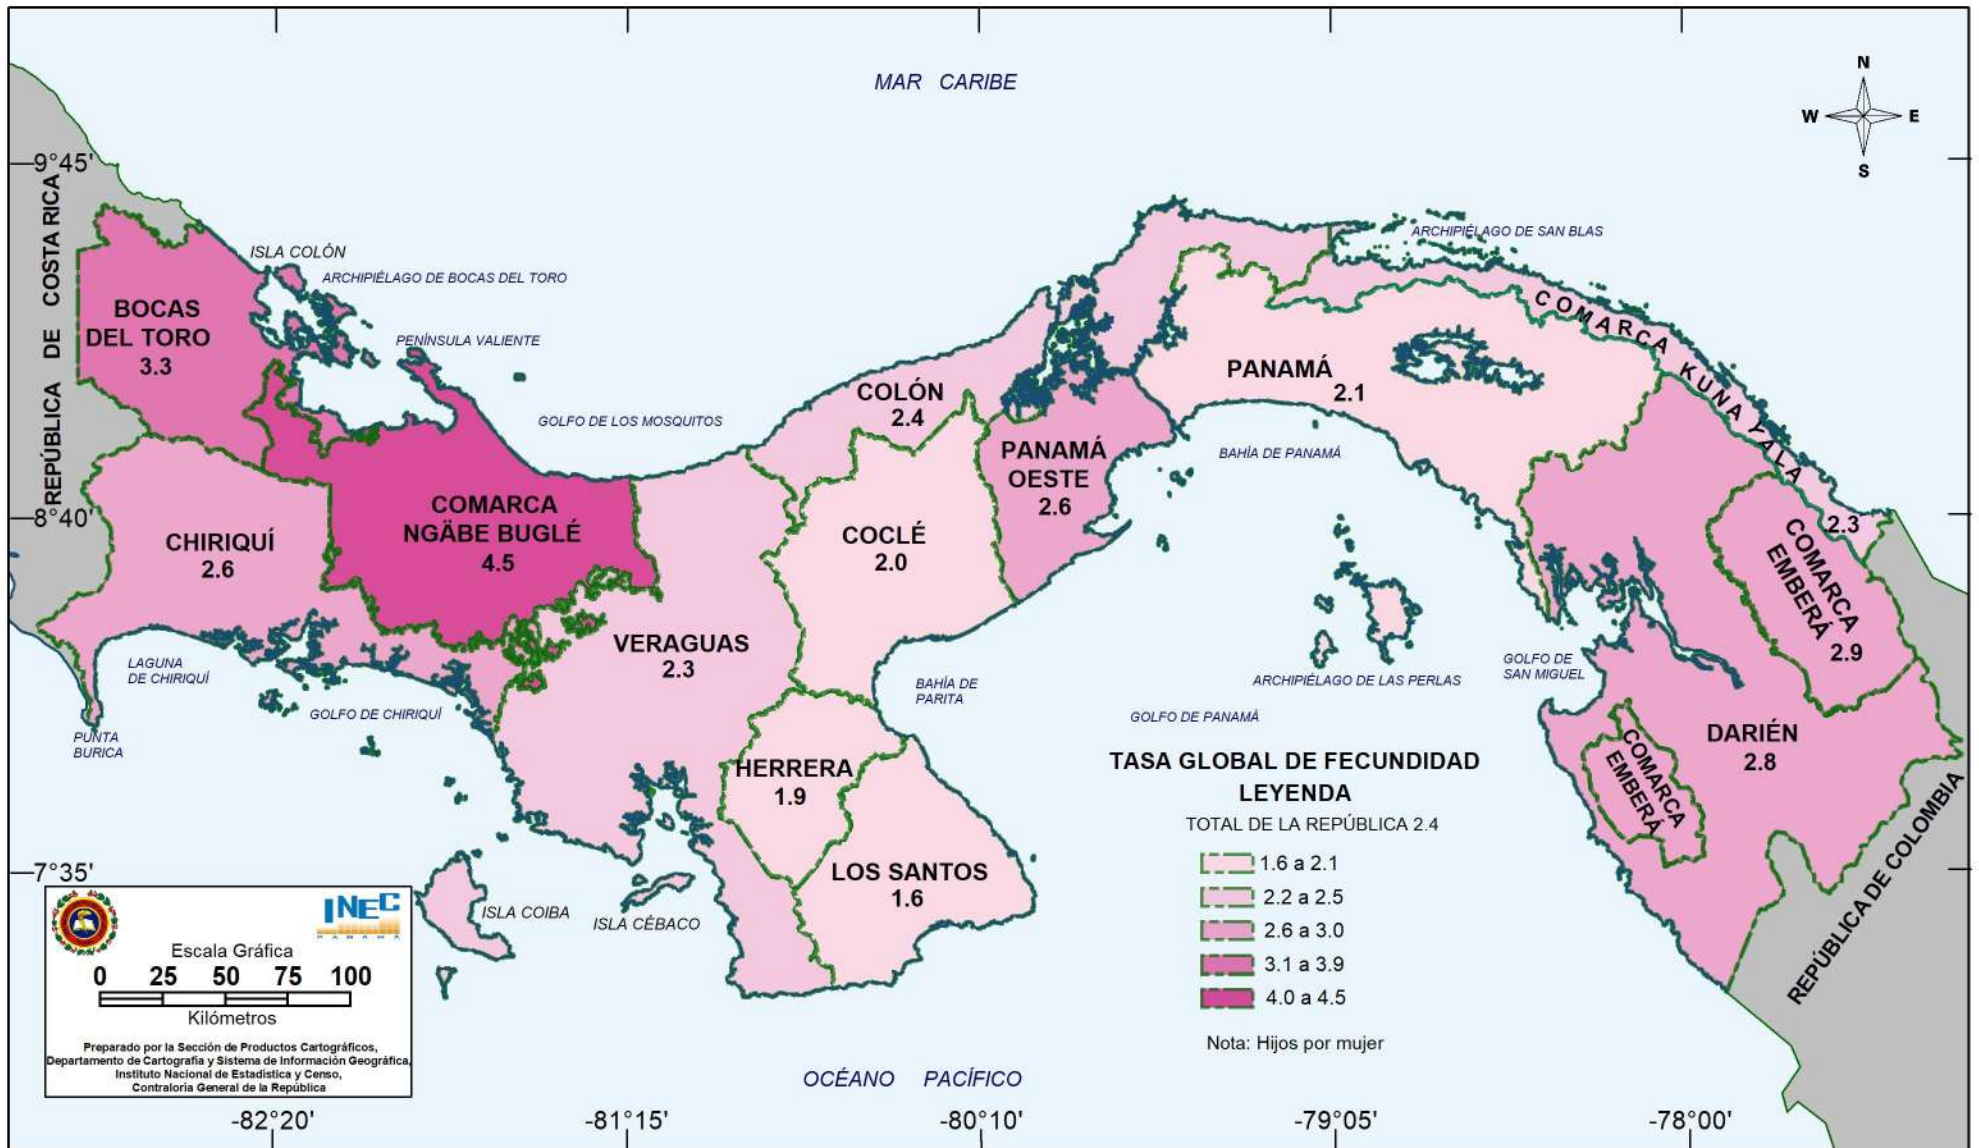 MAR CARIBE
N
W E
S
9°45'
8°40'
7°35'
REPÚBLICA DE COSTA RICA
ISLA COLÓN
ARCHIPIÉLAGO DE BOCAS DEL TORO
BOCAS
DEL TORO
3.3
PENÍNSULA VALIENTE
GOLFO DE LOS MOSQUITOS
CHIRIQUÍ
2.6
COMARCA
NGÄBE BUGLÉ
4.5
LAGUNA
DE CHIRIQUÍ
GOLFO DE CHIRIQUÍ
PUNTA
BURICA
VERAGUAS
2.3
COLÓN
2.4
COCLÉ
2.0
PANAMÁ
OESTE
2.6
PANAMÁ
2.1
ARCHIPIÉLAGO DE SAN BLAS
COMARCA KUNA YALA
2.3
BAHÍA DE PANAMÁ
COMARCA
EMBERÁ
2.9
BAHÍA DE
PARITA
ARCHIPIÉLAGO DE LAS PERLAS
GOLFO DE
SAN MIGUEL
GOLFO DE PANAMÁ
DARIÉN
2.8
COMARCA
EMBERÁ
REPÚBLICA DE COLOMBIA
HERRERA
1.9
LOS SANTOS
1.6
ISLA COIBA
ISLA CÉBACO
TASA GLOBAL DE FECUNDIDAD
LEYENDA
TOTAL DE LA REPÚBLICA 2.4
1.6 a 2.1
2.2 a 2.5
2.6 a 3.0
3.1 a 3.9
4.0 a 4.5
Nota: Hijos por mujer
INEC
PANAMÁ
Escala Gráfica
0 25 50 75 100
Kilómetros
Preparado por la Sección de Productos Cartográficos,
Departamento de Cartografía y Sistema de Información Geográfica,
Instituto Nacional de Estadística y Censo,
Contraloría General de la República
OCÉANO PACÍFICO
-82°20' -81°15' -80°10' -79°05' -78°00'